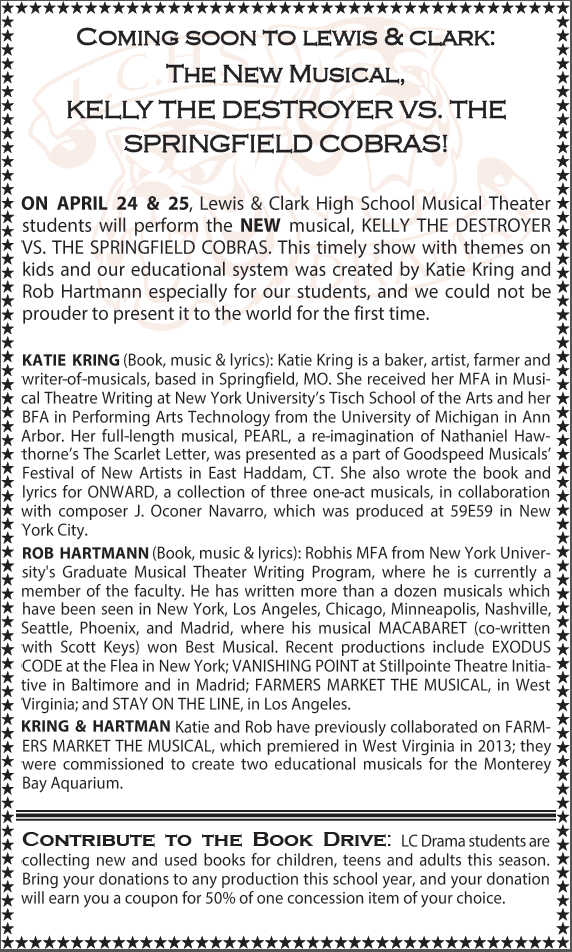 COMING SOON TO LEWIS & CLARK:
THE NEW MUSICAL,
KELLY THE DESTROYER VS. THE
SPRINGFIELD COBRAS!
ON APRIL 24 & 25, Lewis & Clark High School Musical Theater
students will perform the NEW musical, KELLY THE DESTROYER
VS. THE SPRINGFIELD COBRAS. This timely show with themes on
kids and our educational system was created by Katie Kring and
Rob Hartmann especially for our students, and we could not be
prouder to present it to the world for the first time.
KATIE KRING (Book, music & lyrics): Katie Kring is a baker, artist, farmer and
writer-of-musicals, based in Springfield, MO. She received her MFA in Musi-
cal Theatre Writing at New York University's Tisch School of the Arts and her
BFA in Performing Arts Technology from the University of Michigan in Ann
Arbor. Her full-length musical, PEARL, a re-imagination of Nathaniel Haw-
thorne's The Scarlet Letter, was presented as a part of Goodspeed Musicals'
Festival of New Artists in East Haddam, CT. She also wrote the book and
lyrics for ONWARD, a collection of three one-act musicals, in collaboration
with composer J. Oconer Navarro, which was produced at 59E59 in New
York City.
ROB HARTMANN (Book, music & lyrics): Robhis MFA from New York Univer-
sity's Graduate Musical Theater Writing Program, where he is currently a
member of the faculty. He has written more than a dozen musicals which
have been seen in New York, Los Angeles, Chicago, Minneapolis, Nashville,
Seattle, Phoenix, and Madrid, where his musical MACABARET (co-written
with Scott Keys) won Best Musical. Recent productions include EXODUS
CODE at the Flea in New York; VANISHING POINT at Stillpointe Theatre Initia-
tive in Baltimore and in Madrid; FARMERS MARKET THE MUSICAL, in West
Virginia; and STAY ON THE LINE, in Los Angeles.
KRING & HARTMAN Katie and Rob have previously collaborated on FARM-
ERS MARKET THE MUSICAL, which premiered in West Virginia in 2013; they
were commissioned to create two educational musicals for the Monterey
Bay Aquarium.
CONTRIBUTE TO THE BOOK DRIVE: LC Drama students are
collecting new and used books for children, teens and adults this season.
Bring your donations to any production this school year, and your donation
will earn you a coupon for 50% of one concession item of your choice.